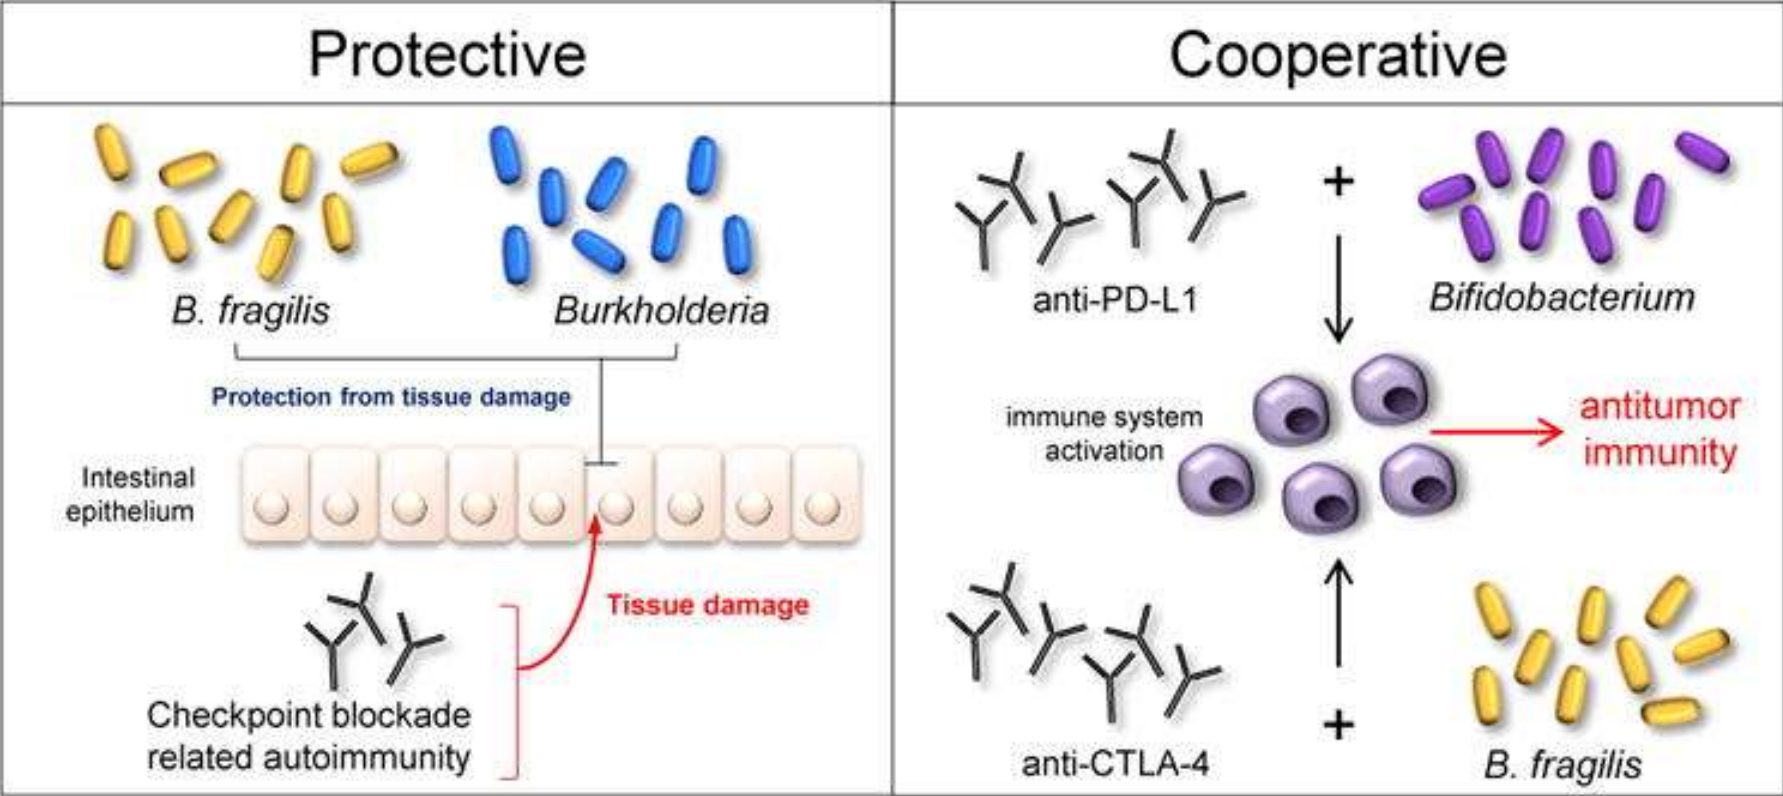 Protective
B. fragilis
Burkholderia
Protection from tissue damage
Intestinal
epithelium
Tissue damage
Checkpoint blockade
related autoimmunity
Cooperative
+
anti-PD-L1
Bifidobacterium
immune system
activation
antitumor
immunity
+
anti-CTLA-4
B. fragilis